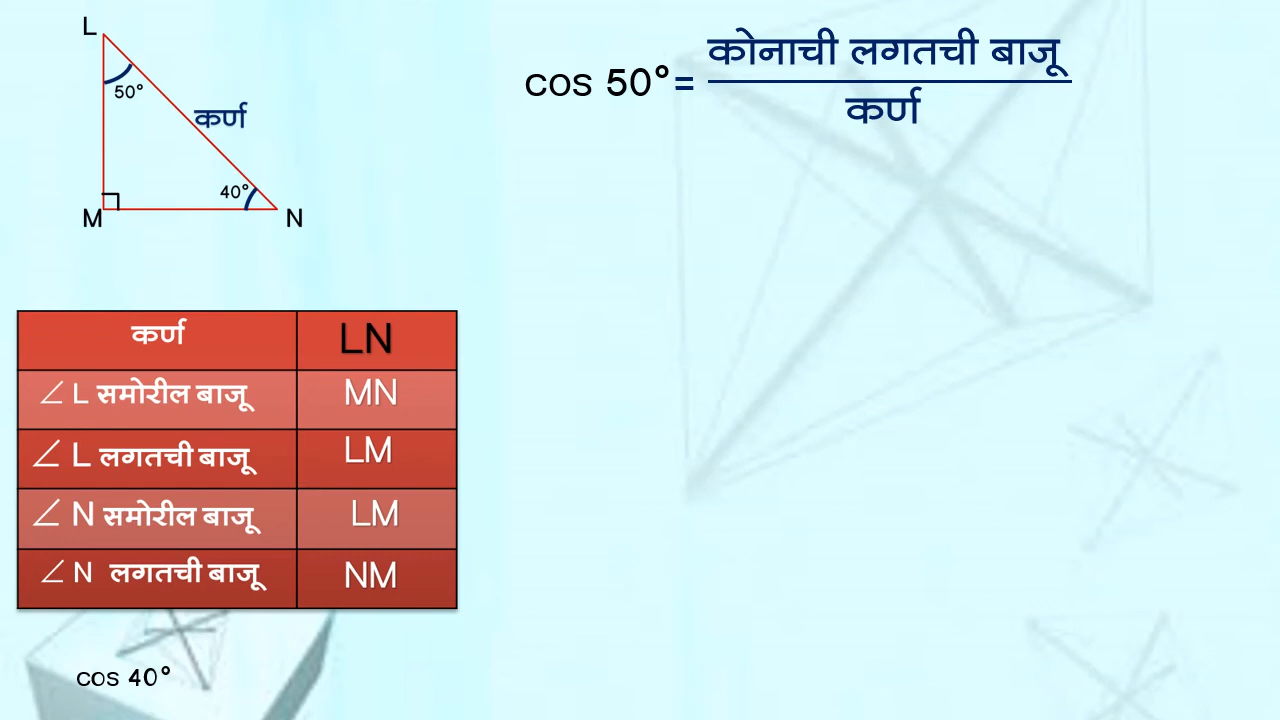 L
50°
कर्ण
40°
M
N
cos 50°= कोनाची लगतची बाजू
कर्ण
कर्ण LN
∠ L समोरील बाजू MN
∠ L लगतची बाजू LM
∠ N समोरील बाजू LM
∠ N लगतची बाजू NM
cos 40°